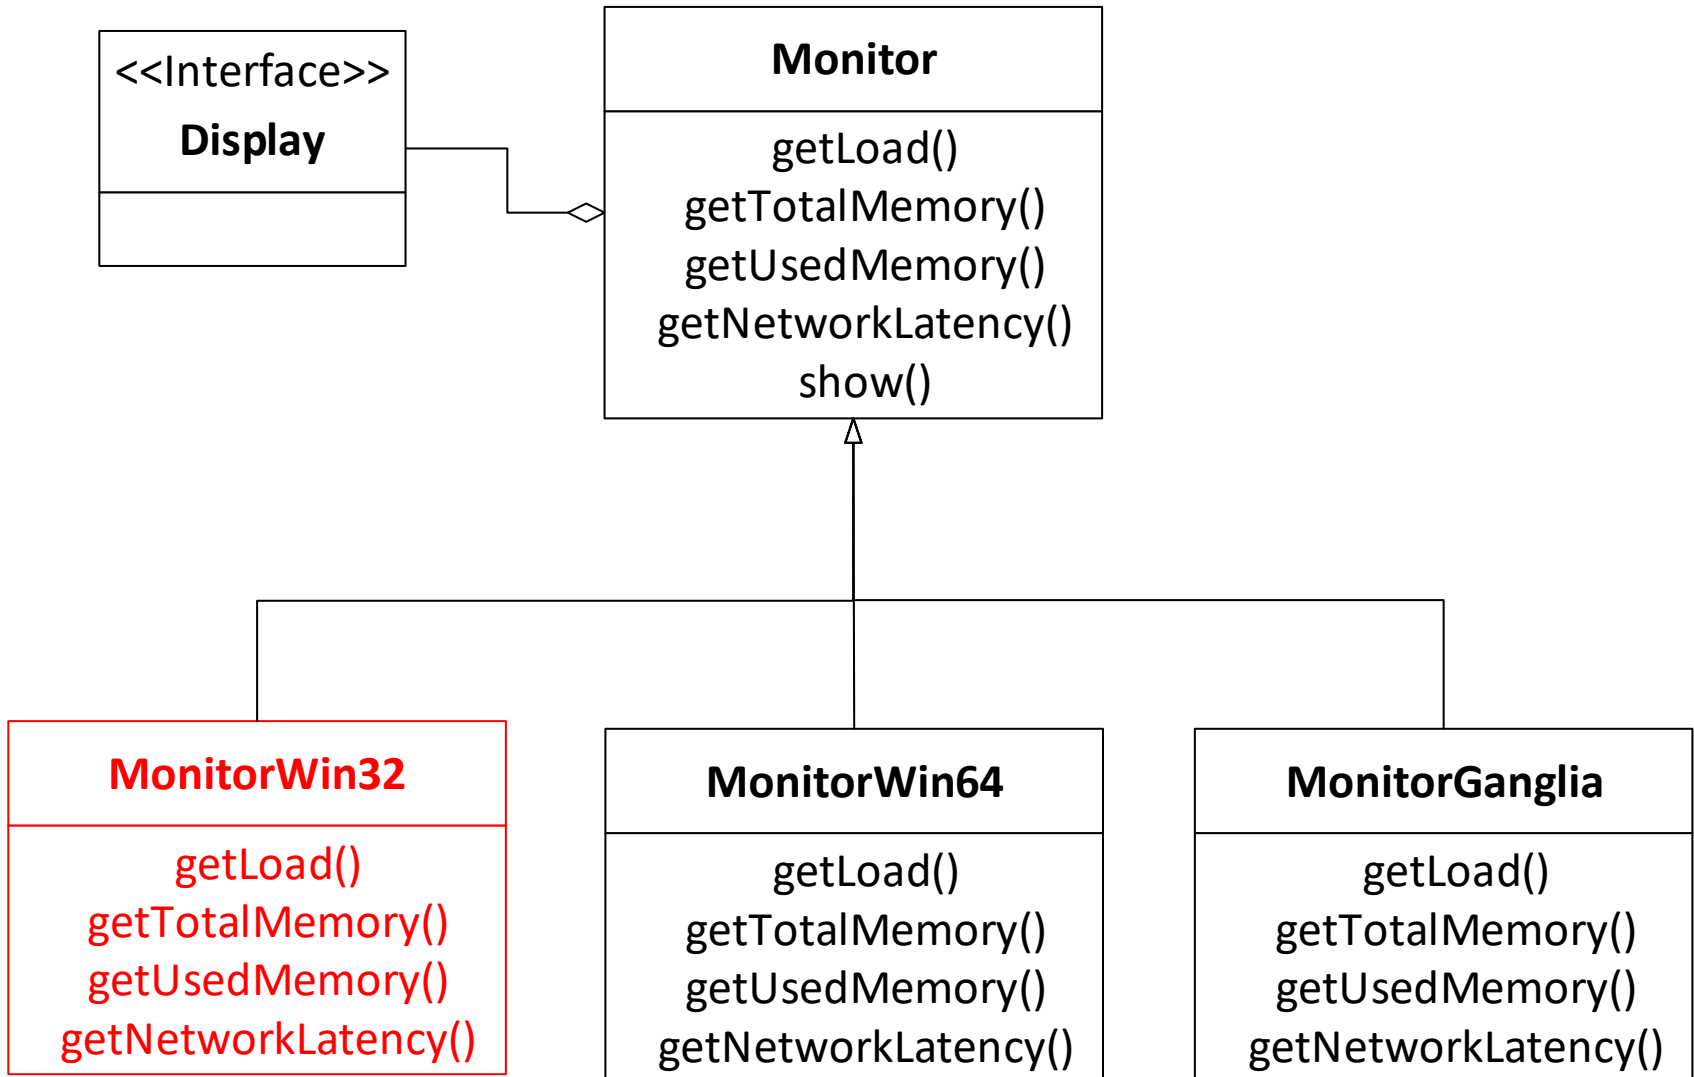 <<Interface>>
Display
Monitor
getLoad()
getTotalMemory()
getUsedMemory()
getNetworkLatency()
show()
MonitorWin32
getLoad()
getTotalMemory()
getUsedMemory()
getNetworkLatency()
MonitorWin64
getLoad()
getTotalMemory()
getUsedMemory()
getNetworkLatency()
MonitorGanglia
getLoad()
getTotalMemory()
getUsedMemory()
getNetworkLatency()